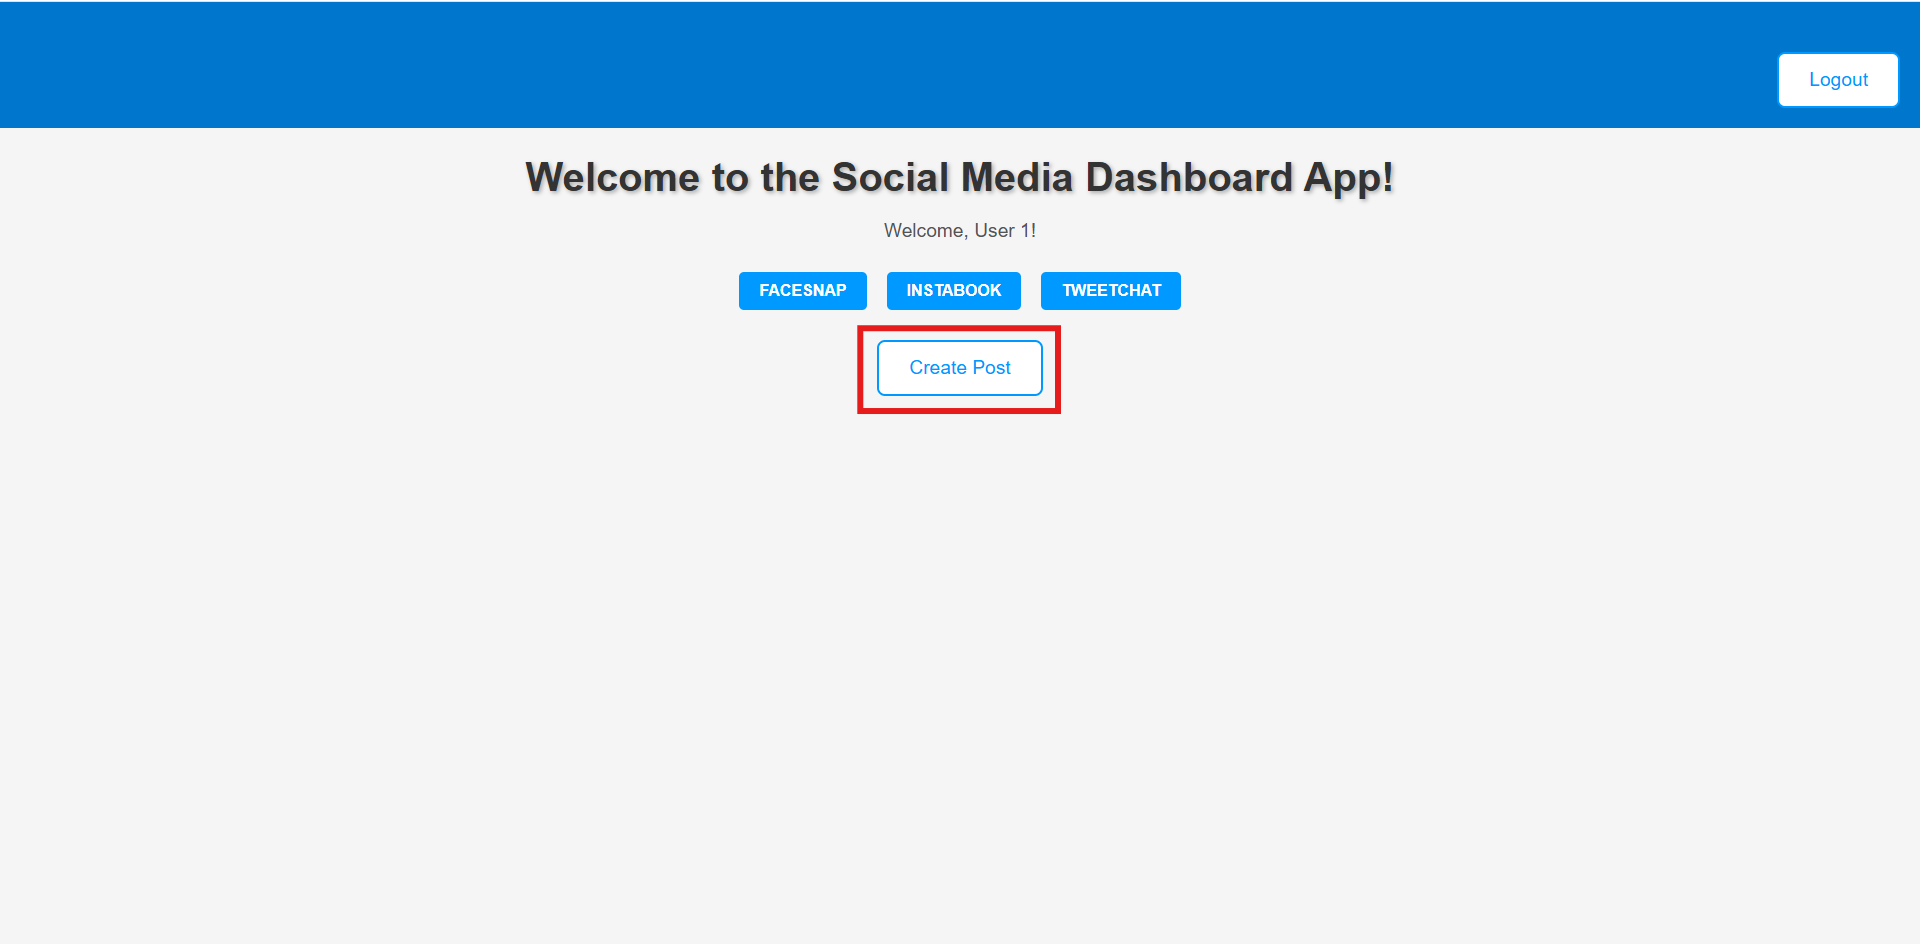 Logout
Welcome to the Social Media Dashboard App!
Welcome, User 1!
FACESNAP INSTABOOK TWEETCHAT
Create Post